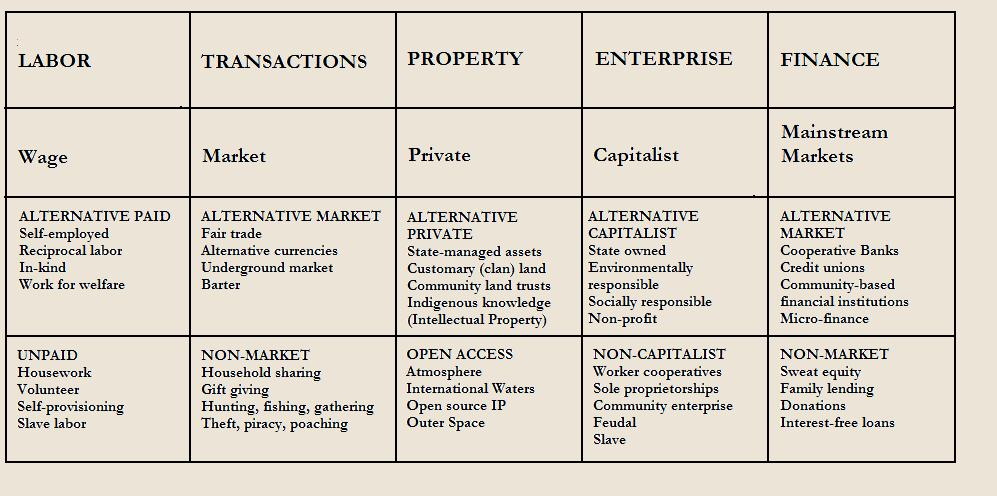 LABOR
TRANSACTIONS
PROPERTY
ENTERPRISE
FINANCE
Wage
Market
Private
Capitalist
Mainstream
Markets
ALTERNATIVE PAID
Self-employed
Reciprocal labor
In-kind
Work for welfare
ALTERNATIVE MARKET
Fair trade
Alternative currencies
Underground market
Barter
ALTERNATIVE
PRIVATE
State-managed assets
Customary (clan) land
Community land trusts
Indigenous knowledge
(Intellectual Property)
ALTERNATIVE
CAPITALIST
State owned
Environmentally
responsible
Socially responsible
Non-profit
ALTERNATIVE
MARKET
Cooperative Banks
Credit unions
Community-based
financial institutions
Micro-finance
UNPAID
Housework
Volunteer
Self-provisioning
Slave labor
NON-MARKET
Household sharing
Gift giving
Hunting, fishing, gathering
Theft, piracy, poaching
OPEN ACCESS
Atmosphere
International Waters
Open source IP
Outer Space
NON-CAPITALIST
Worker cooperatives
Sole proprietorships
Community enterprise
Feudal
Slave
NON-MARKET
Sweat equity
Family lending
Donations
Interest-free loans